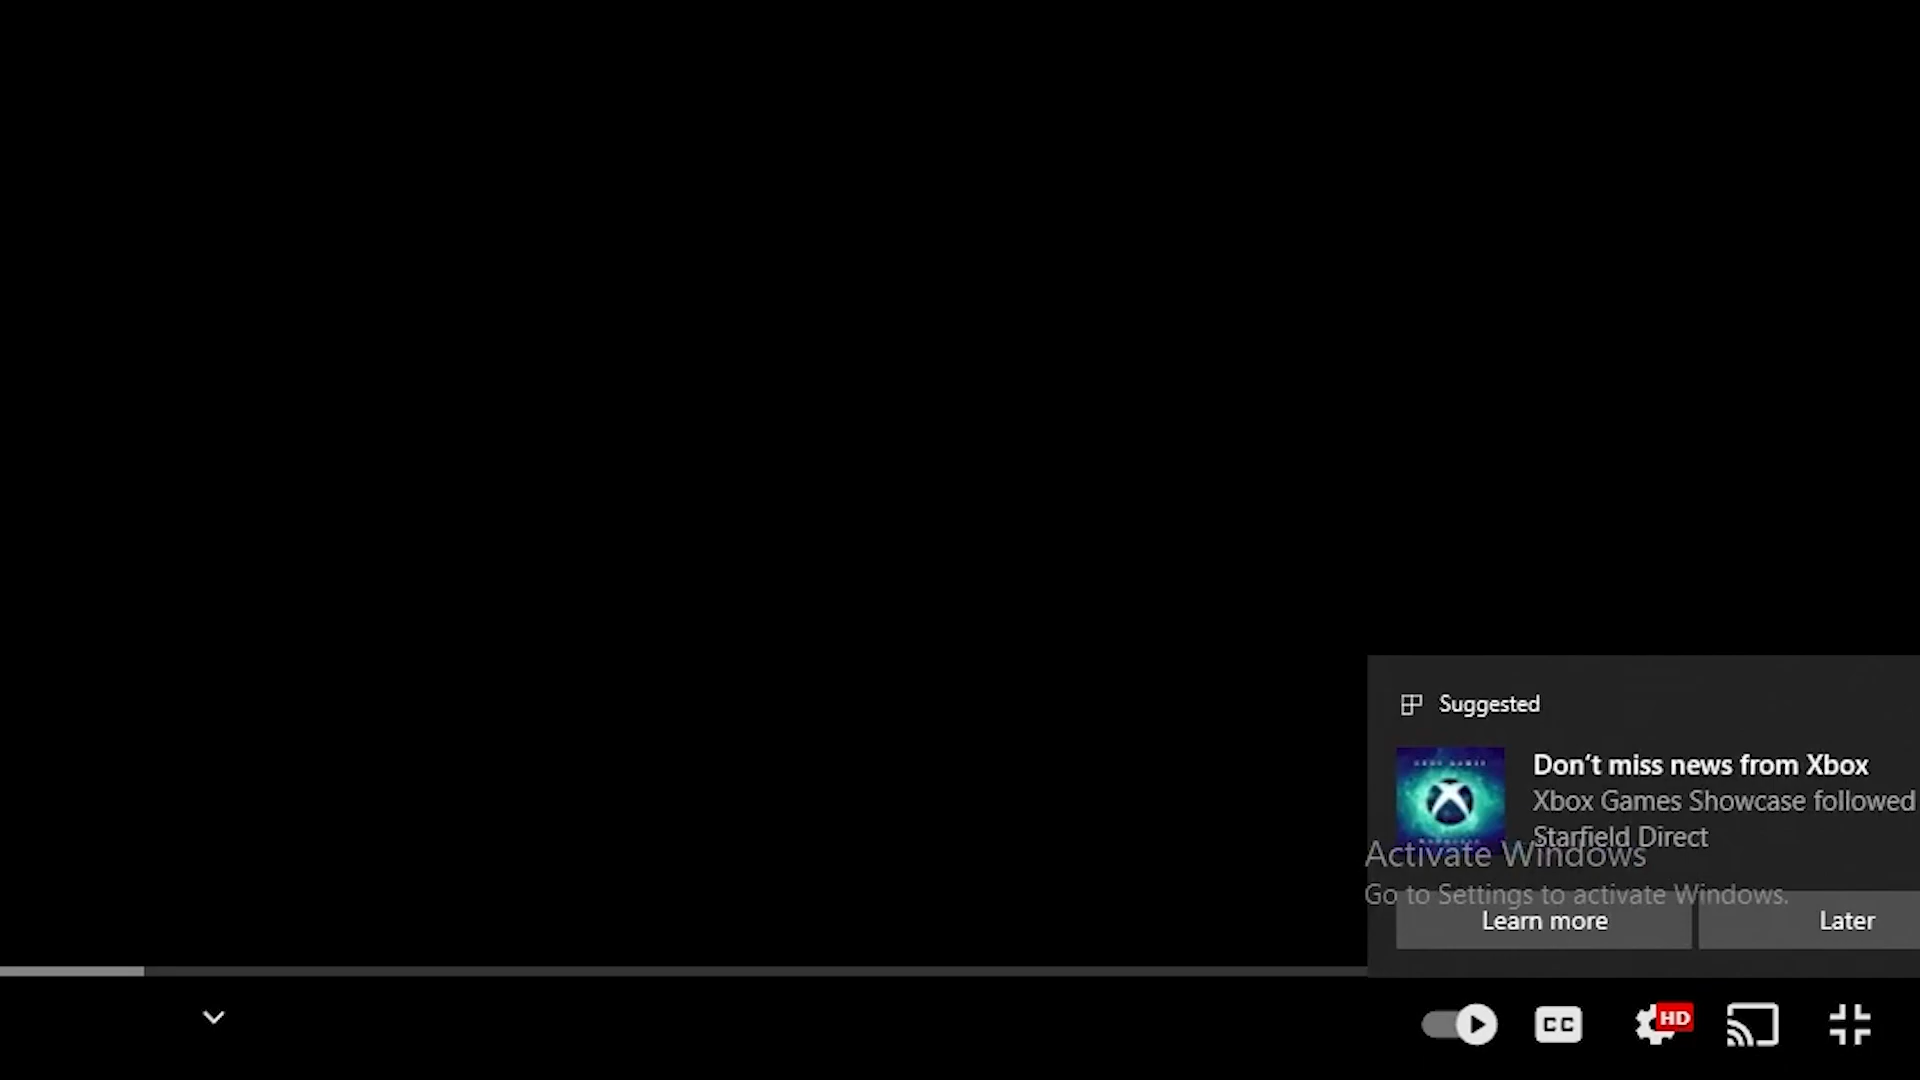 Suggested
Don't miss news from Xbox
Xbox Games Showcase followed
Starfield Direct
Activate Windows
Go to Settings to activate Windows.
Learn more
Later
CC
HD